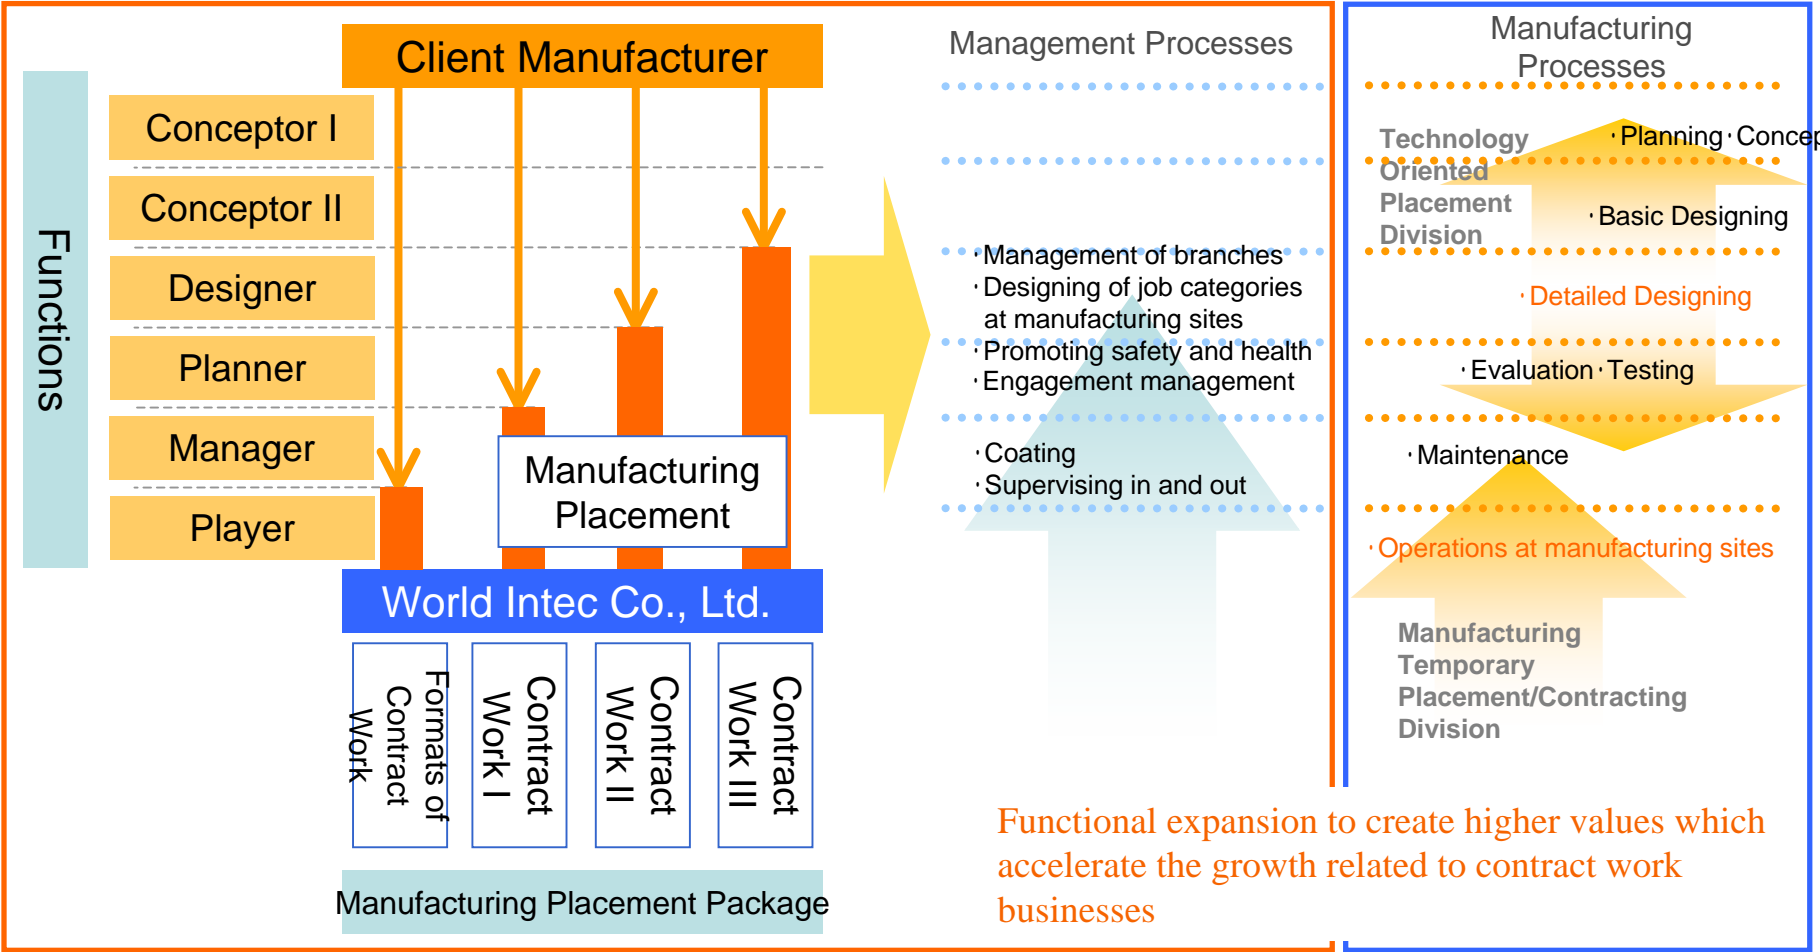 Client Manufacturer
Functions
Conceptor I
Conceptor II
Designer
Planner
Manager
Player
Manufacturing
Placement
World Intec Co., Ltd.
Formats of
Contract
Work
Contract
Work I
Contract
Work II
Contract
Work III
Manufacturing Placement Package
Management Processes
・Management of branches
・Designing of job categories
at manufacturing sites
・Promoting safety and health
・Engagement management
・Coating
・Supervising in and out
Manufacturing
Processes
Technology
Oriented
Placement
Division
・Planning・Concep
・Basic Designing
・Detailed Designing
・Evaluation・Testing
・Maintenance
・Operations at manufacturing sites
Manufacturing
Temporary
Placement/Contracting
Division
Functional expansion to create higher values which
accelerate the growth related to contract work
businesses